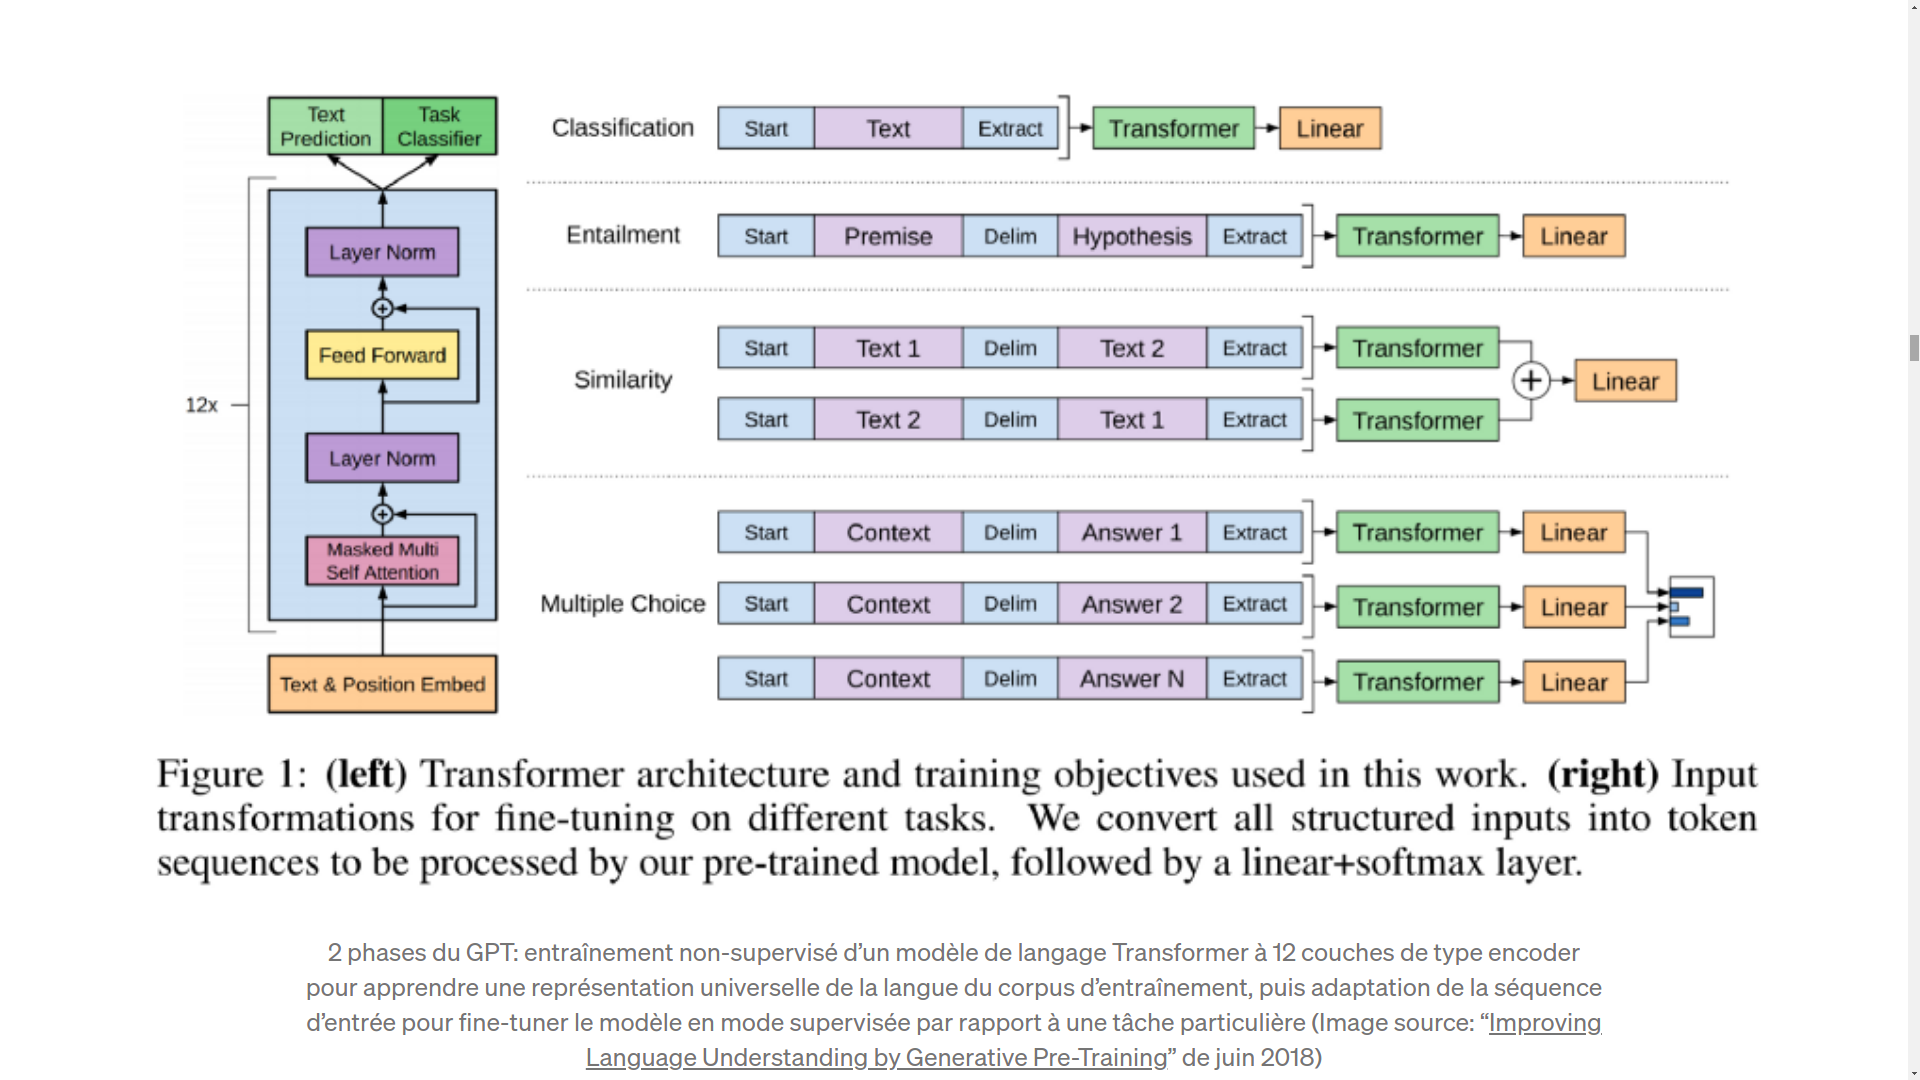 Text
Prediction
Task
Classifier
12x
Layer Norm
Feed Forward
Layer Norm
Masked Multi
Self Attention
Text & Position Embed
Classification
Start Text Extract Transformer Linear
Entailment
Start Premise Delim Hypothesis Extract Transformer Linear
Similarity
Start Text 1 Delim Text 2 Extract Transformer
+ Linear
Start Text 2 Delim Text 1 Extract Transformer
Multiple Choice
Start Context Delim Answer 1 Extract Transformer Linear
Start Context Delim Answer 2 Extract Transformer Linear
Start Context Delim Answer N Extract Transformer Linear
Figure 1: (left) Transformer architecture and training objectives used in this work. (right) Input
transformations for fine-tuning on different tasks. We convert all structured inputs into token
sequences to be processed by our pre-trained model, followed by a linear+softmax layer.
2 phases du GPT: entraînement non-supervisé d’un modèle de langage Transformer à 12 couches de type encoder
pour apprendre une représentation universelle de la langue du corpus d’entraînement, puis adaptation de la séquence
d’entrée pour fine-tuner le modèle en mode supervisée par rapport à une tâche particulière (Image source: “Improving
Language Understanding by Generative Pre-Training” de juin 2018)